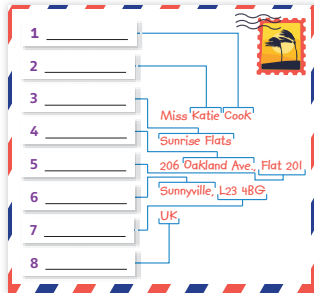 1
2
3
4
5
6
7
8
Miss Katie Cook
Sunrise Flats
206 Oakland Ave., Flat 201,
Sunnyville, L23 4BG
UK